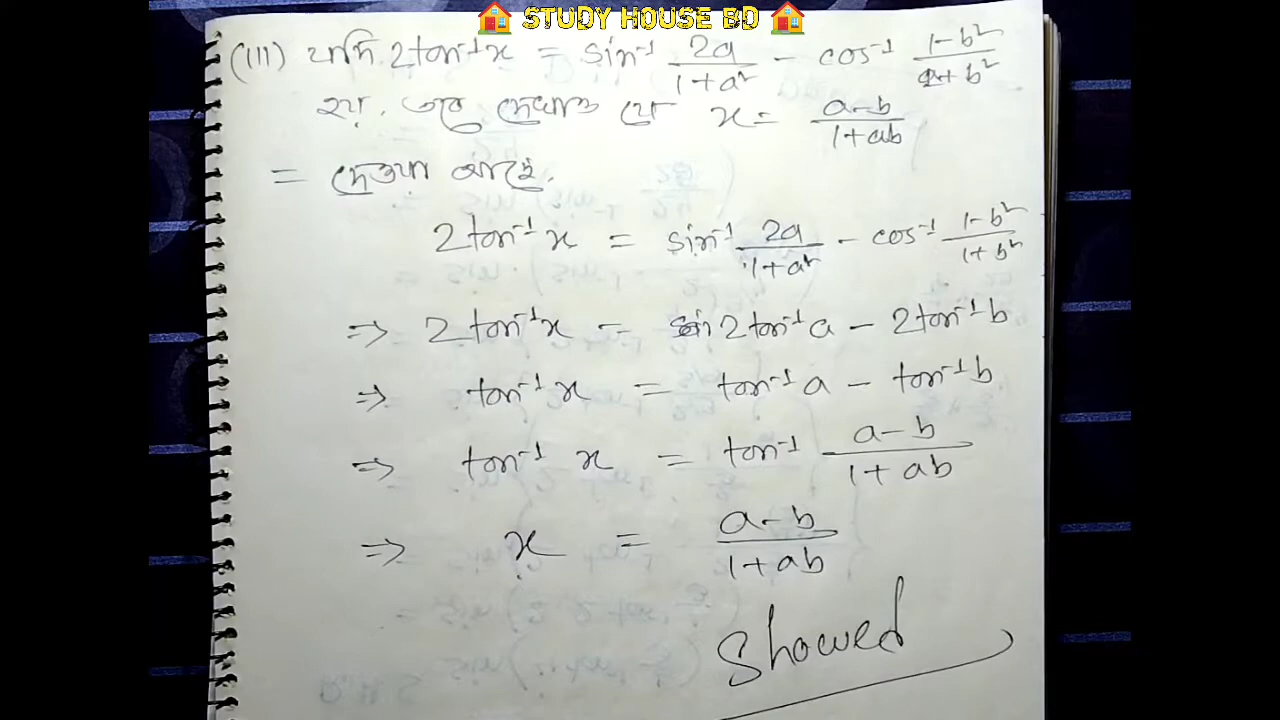 🏠 STUDY HOUSE BD 🏠
(III) যদি 2tan⁻¹x = sin⁻¹ 2a/(1+a²) - cos⁻¹ (1-b²)/(a+b²)
হয়. তবে দেখাও যে x = (a-b)/(1+ab)
= দেওয়া আছে.
2tan⁻¹x = sin⁻¹ 2a/(1+a²) - cos⁻¹ (1-b²)/(1+b²)
⇒ 2tan⁻¹x = 2tan⁻¹a - 2tan⁻¹b
⇒ tan⁻¹x = tan⁻¹a - tan⁻¹b
⇒ tan⁻¹ x = tan⁻¹ (a-b)/(1+ab)
⇒ x = (a-b)/(1+ab)
Showed